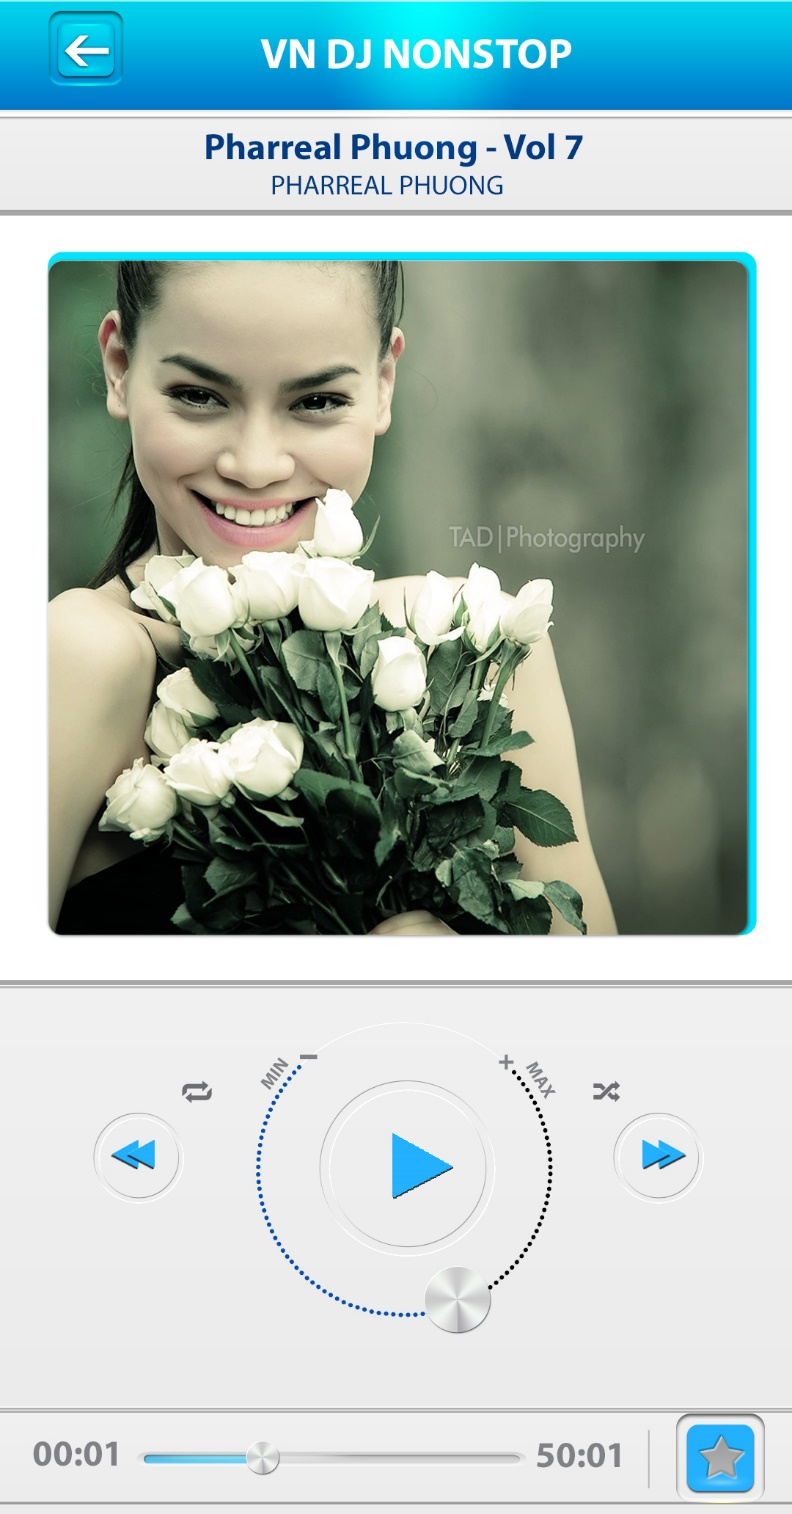 VN DJ NONSTOP
Pharreal Phuong - Vol 7
PHARREAL PHUONG
TAD|Photography
MIN
MAX
00:01
50:01